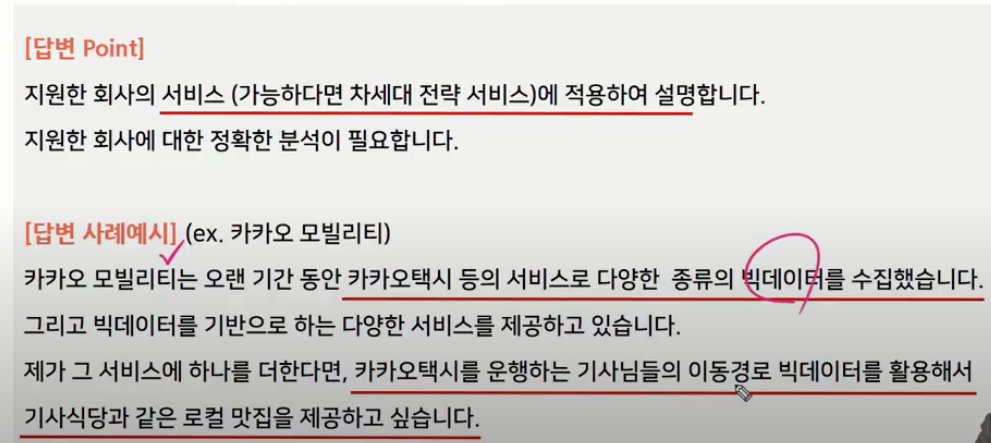 [답변 Point]
지원한 회사의 서비스 (가능하다면 차세대 전략 서비스)에 적용하여 설명합니다.
지원한 회사에 대한 정확한 분석이 필요합니다.
[답변 사례예시] (ex. 카카오 모빌리티)
카카오 모빌리티는 오랜 기간 동안 카카오택시 등의 서비스로 다양한 종류의 빅데이터를 수집했습니다.
그리고 빅데이터를 기반으로 하는 다양한 서비스를 제공하고 있습니다.
제가 그 서비스에 하나를 더한다면, 카카오택시를 운행하는 기사님들의 이동경로 빅데이터를 활용해서
기사식당과 같은 로컬 맛집을 제공하고 싶습니다.